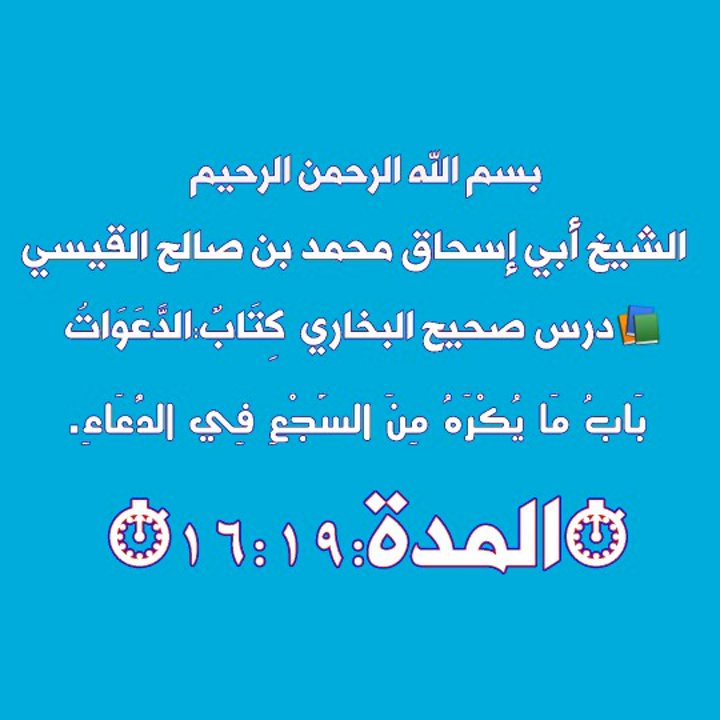 بسم الله الرحمن الرحيم
الشيخ أبي إسحاق محمد بن صالح القيسي
درس صحيح البخاري كِتَابٌ:الدَّعَوَاتُ
بَابُ مَا يُكْرَهُ مِنَ السَّجْعِ فِي الدُّعَاءِ.
المدة:١٦:١٩